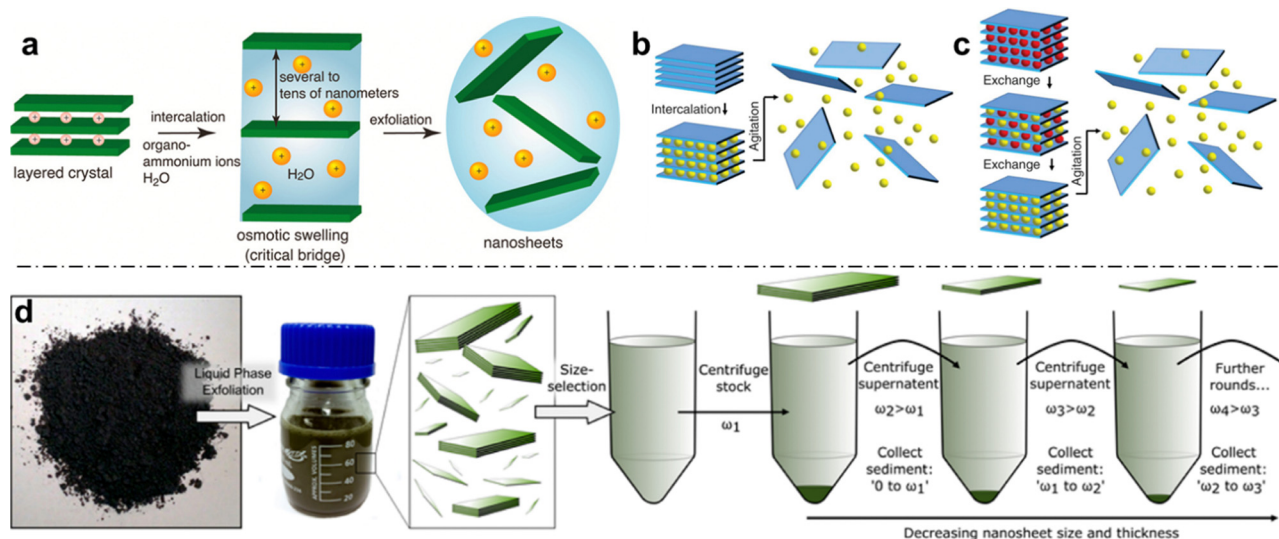 a
layered crystal
intercalation
organo-
ammonium ions
H₂O
several to
tens of nanometers
H₂O
osmotic swelling
(critical bridge)
exfoliation
nanosheets
b
Intercalation
Agitation
c
Exchange
Exchange
Agitation
d
Liquid Phase
Exfoliation
80
60
40
20
APPROX VOLUMES
Size-
selection
Centrifuge
stock
ω₁
Centrifuge
supernatent
ω₂>ω₁
Collect
sediment:
'0 to ω₁'
Centrifuge
supernatent
ω₃>ω₂
Collect
sediment:
'ω₁ to ω₂'
Further
rounds...
ω₄>ω₃
Collect
sediment:
'ω₂ to ω₃'
Decreasing nanosheet size and thickness